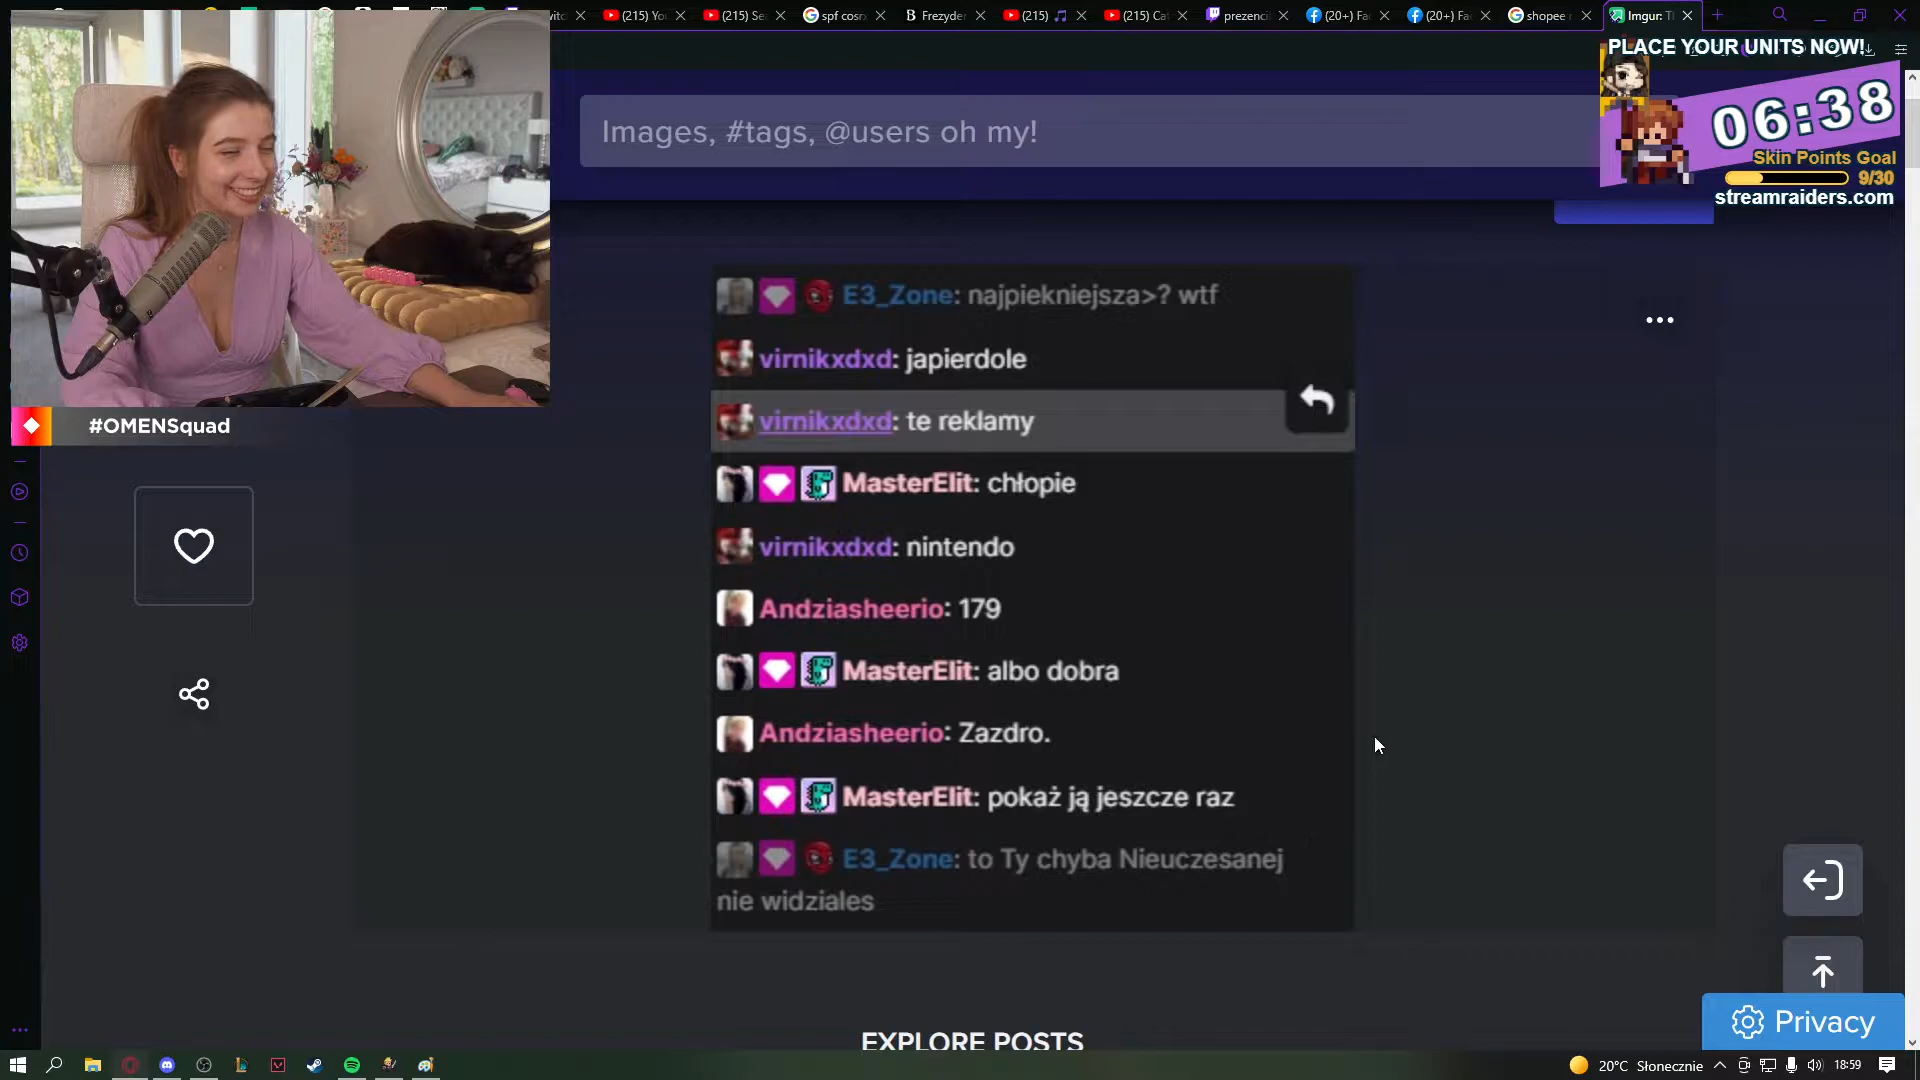 (215) Yo
(215) Se
spf cosn
Frezyder
(215)
(215) Ca
prezenci
(20+) Fa
(20+) Fa
shopee
Imgur: T
PLACE YOUR UNITS NOW!
Images, #tags, @users oh my!
06:38
Skin Points Goal
9/30
streamraiders.com
E3_Zone: najpiekniejsza>? wtf
virnikxdxd: japierdole
#OMENSquad
virnikxdxd: te reklamy
MasterElit: chłopie
virnikxdxd: nintendo
Andziasheerio: 179
MasterElit: albo dobra
Andziasheerio: Zazdro.
MasterElit: pokaż ją jeszcze raz
E3_Zone: to Ty chyba Nieuczesanej
nie widziales
Privacy
EXPLORE POSTS
20°C Słonecznie
18:59